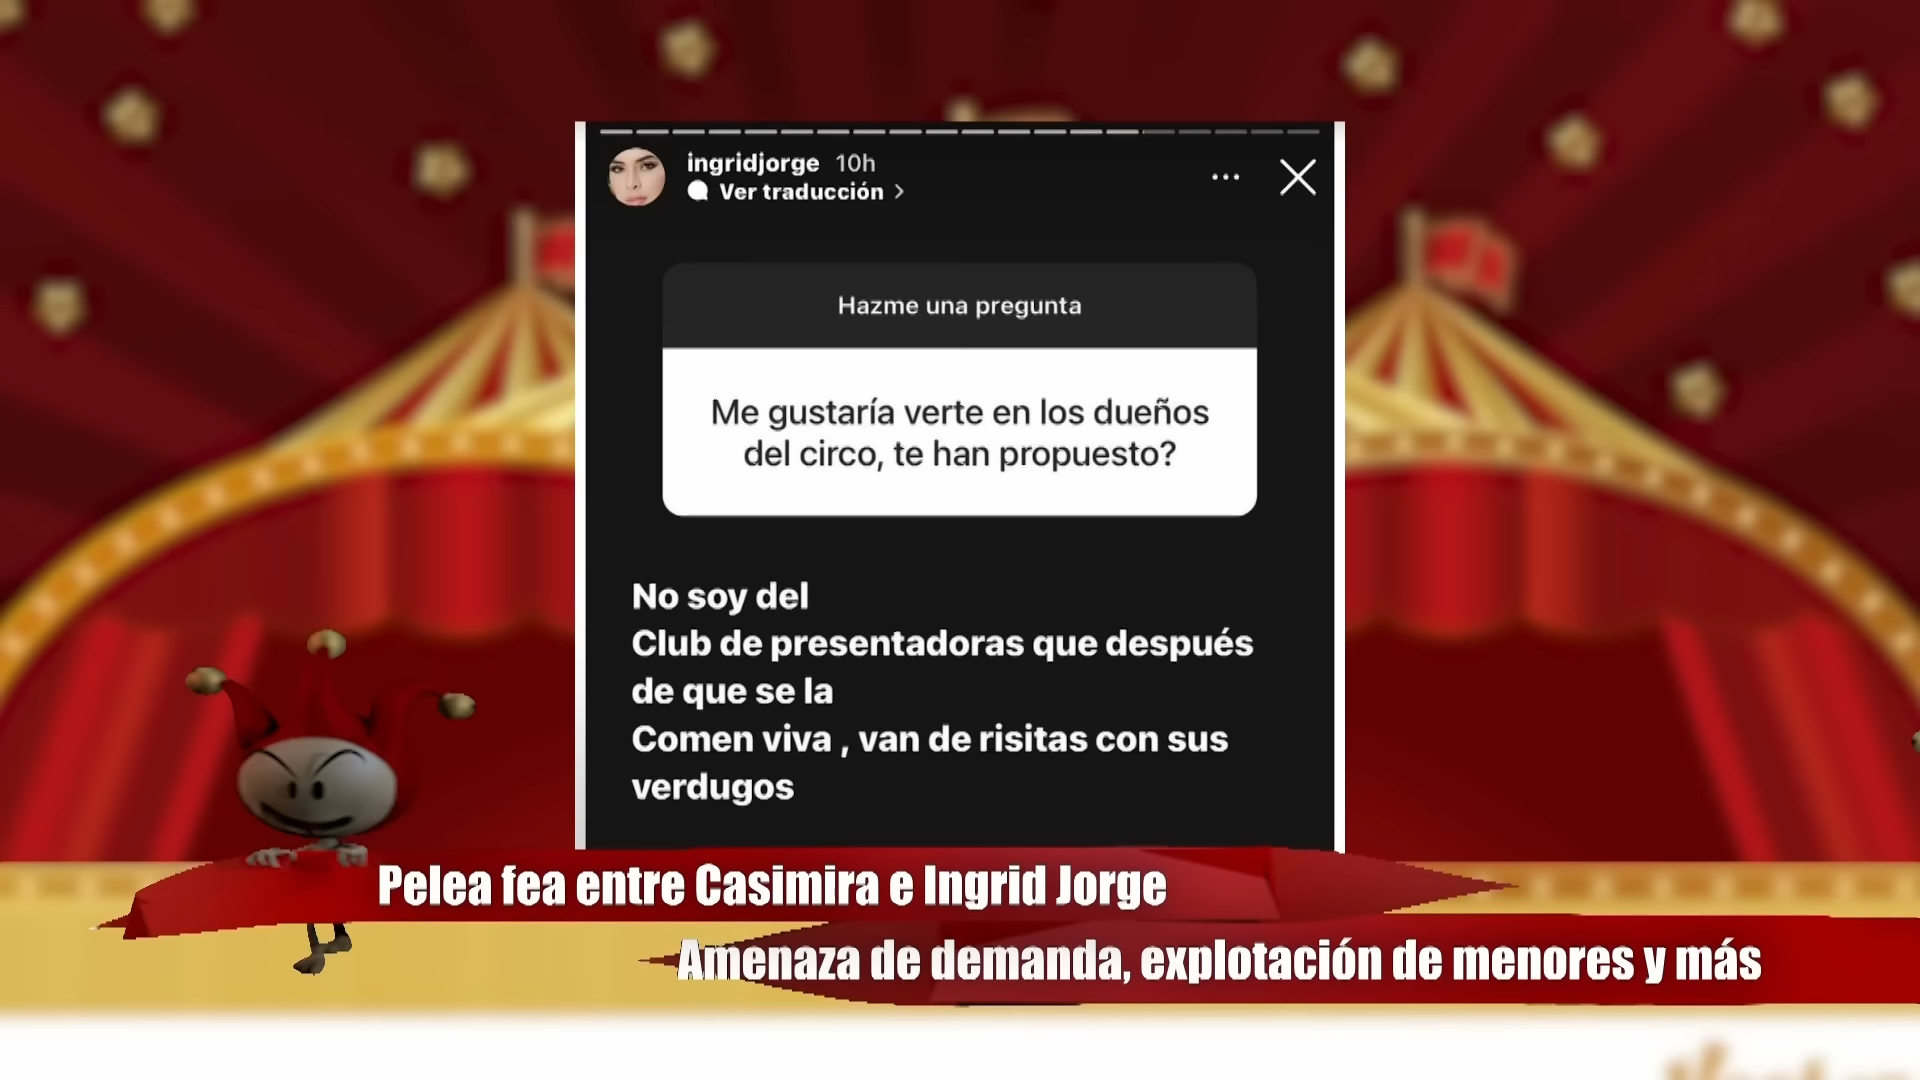 ingridjorge 10h
Ver traducción
Hazme una pregunta
Me gustaría verte en los dueños
del circo, te han propuesto?
No soy del
Club de presentadoras que después
de que se la
Comen viva , van de risitas con sus
verdugos
Pelea fea entre Casimira e Ingrid Jorge
Amenaza de demanda, explotación de menores y más